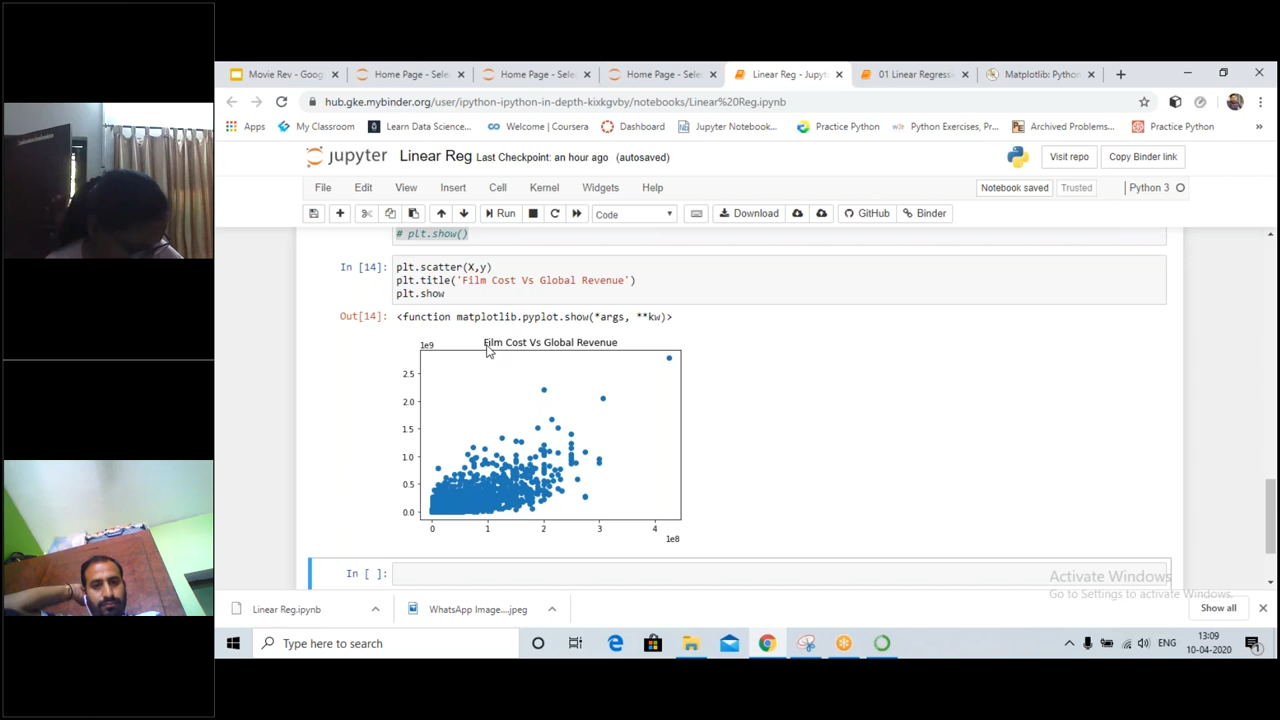 Movie Rev - Goog
Home Page - Sele
Home Page - Sele
Home Page - Sele
Linear Reg - Jupyt
01 Linear Regressi
Matplotlib: Python
hub.gke.mybinder.org/user/ipython-ipython-in-depth-kixkgvby/notebooks/Linear%20Reg.ipynb
Apps
My Classroom
Learn Data Science...
Welcome | Coursera
Dashboard
Jupyter Notebook...
Practice Python
Python Exercises, Pr...
Archived Problems...
Practice Python
jupyter Linear Reg Last Checkpoint: an hour ago (autosaved)
Visit repo
Copy Binder link
File Edit View Insert Cell Kernel Widgets Help
Notebook saved
Trusted
Python 3
Run
Code
Download
GitHub
Binder
# plt.show()
In [14]:
plt.scatter(X,y)
plt.title('Film Cost Vs Global Revenue')
plt.show
Out[14]:
<function matplotlib.pyplot.show(*args, **kw)>
Film Cost Vs Global Revenue
1e9
2.5
2.0
1.5
1.0
0.5
0.0
0 1 2 3 4
1e8
In [ ]:
Activate Windows
Go to Settings to activate Windows.
Linear Reg.ipynb
WhatsApp Image....jpeg
Show all
Type here to search
ENG
13:09
10-04-2020
1